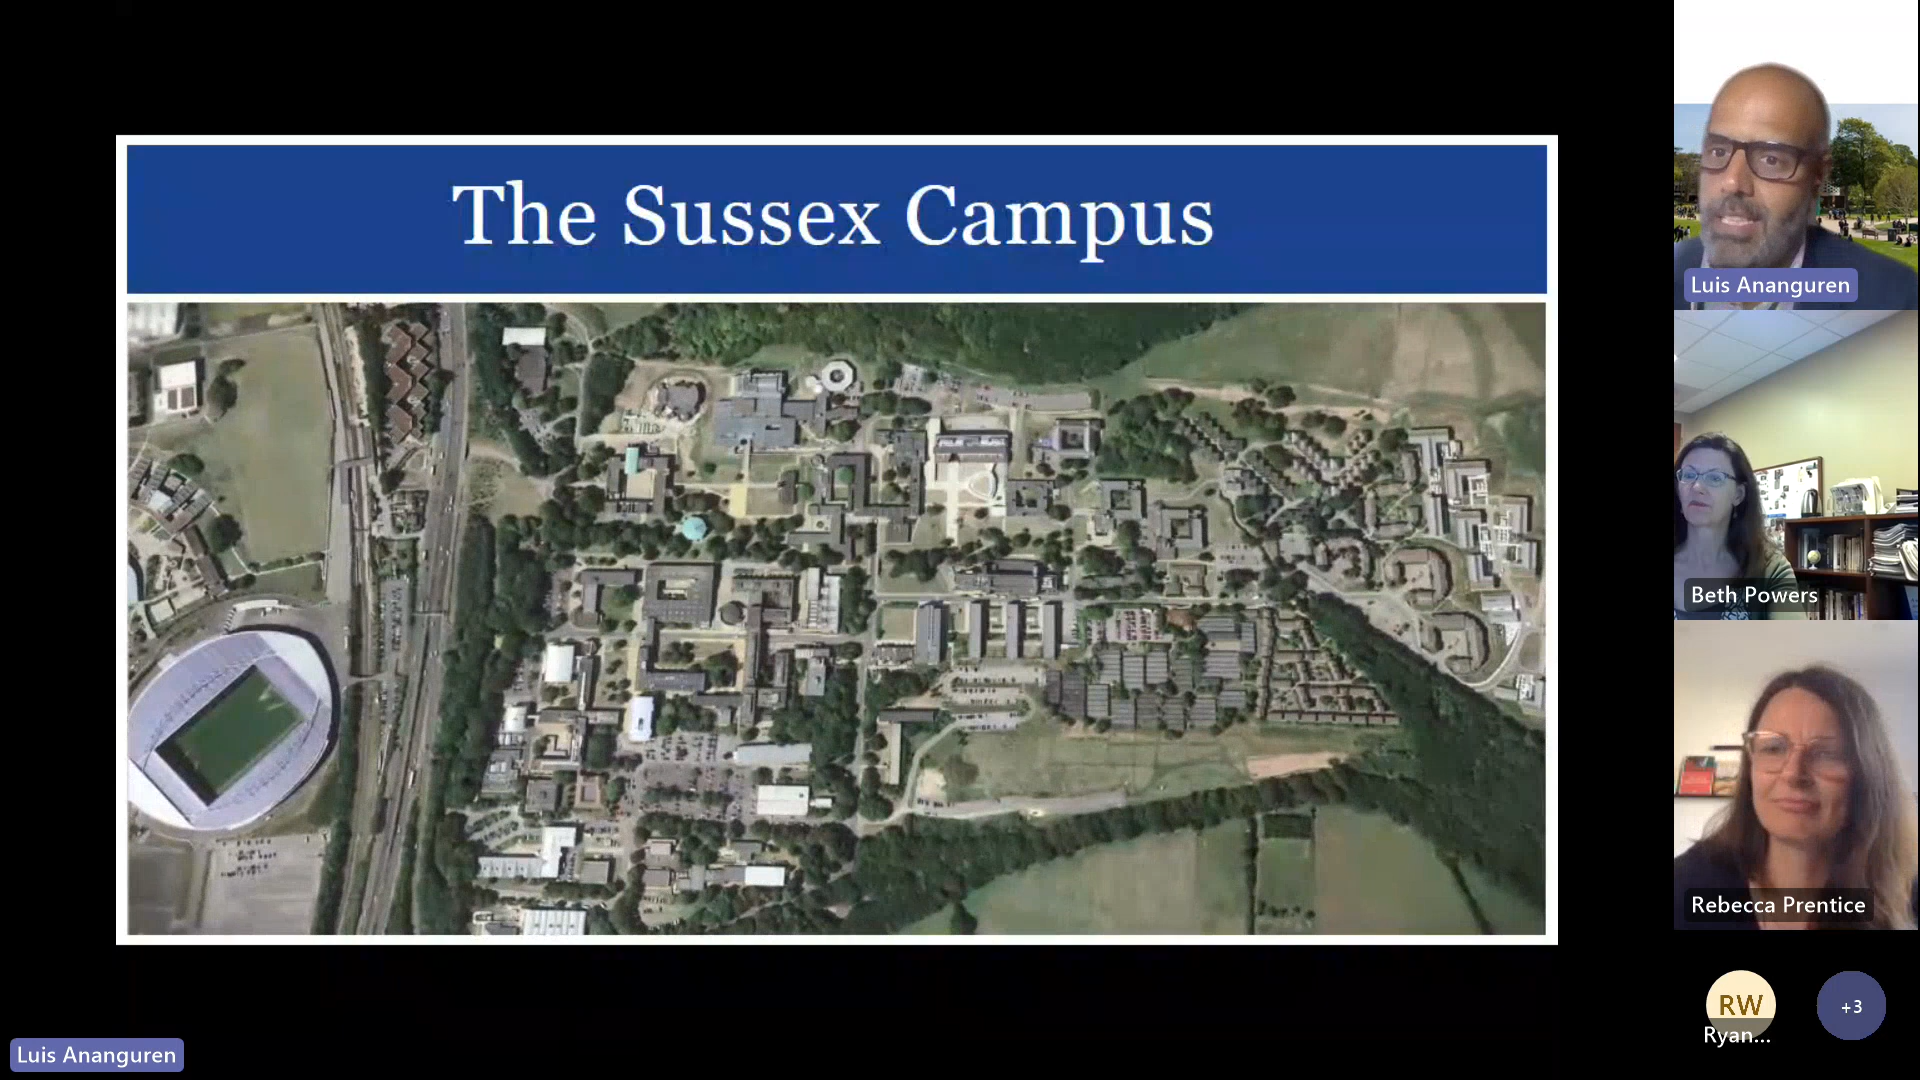 The Sussex Campus
Luis Ananguren
Beth Powers
Rebecca Prentice
RW
Ryan...
+3
Luis Ananguren